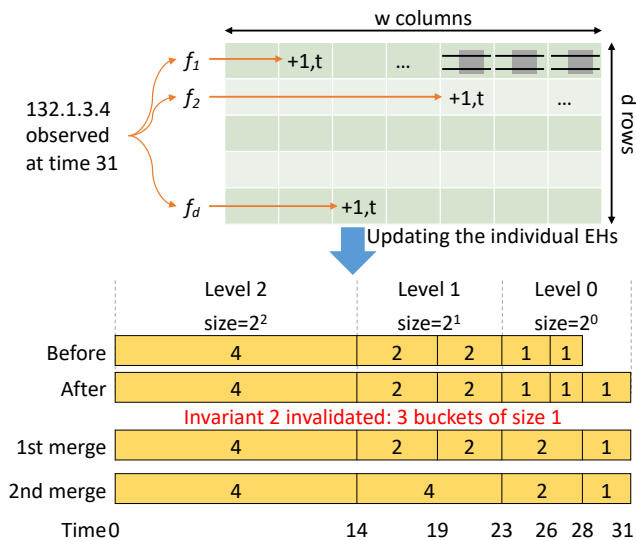 w columns
f1
+1,t
...
f2
+1,t
...
132.1.3.4
observed
at time 31
d rows
fd
+1,t
Updating the individual EHs
Level 2
Level 1
Level 0
size=2²
size=2¹
size=2⁰
Before
4
2
2
1
1
After
4
2
2
1
1
1
Invariant 2 invalidated: 3 buckets of size 1
1st merge
4
2
2
2
1
2nd merge
4
4
2
1
Time 0
14
19
23
26
28
31